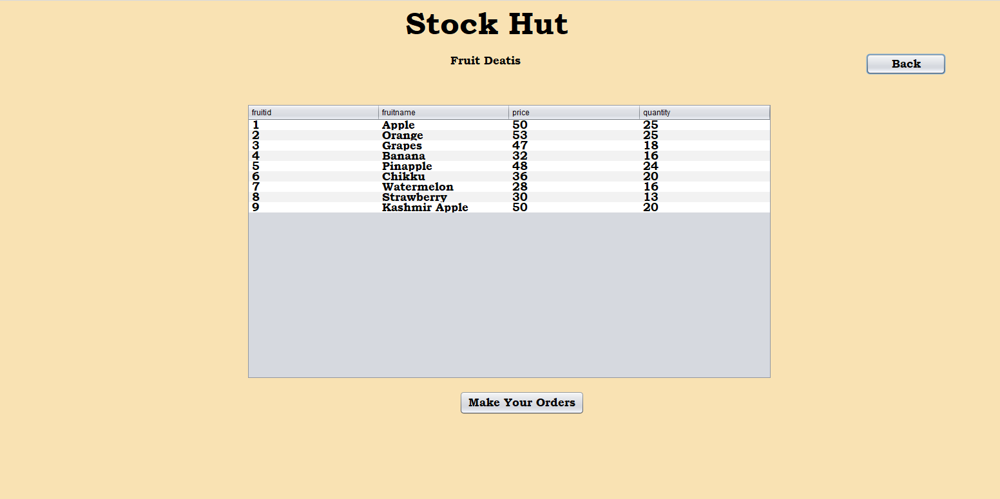 Stock Hut
Fruit Deatis
Back
fruitid fruitname price quantity
1 Apple 50 25
2 Orange 53 25
3 Grapes 47 18
4 Banana 32 16
5 Pinapple 48 24
6 Chikku 36 20
7 Watermelon 28 16
8 Strawberry 30 13
9 Kashmir Apple 50 20
Make Your Orders